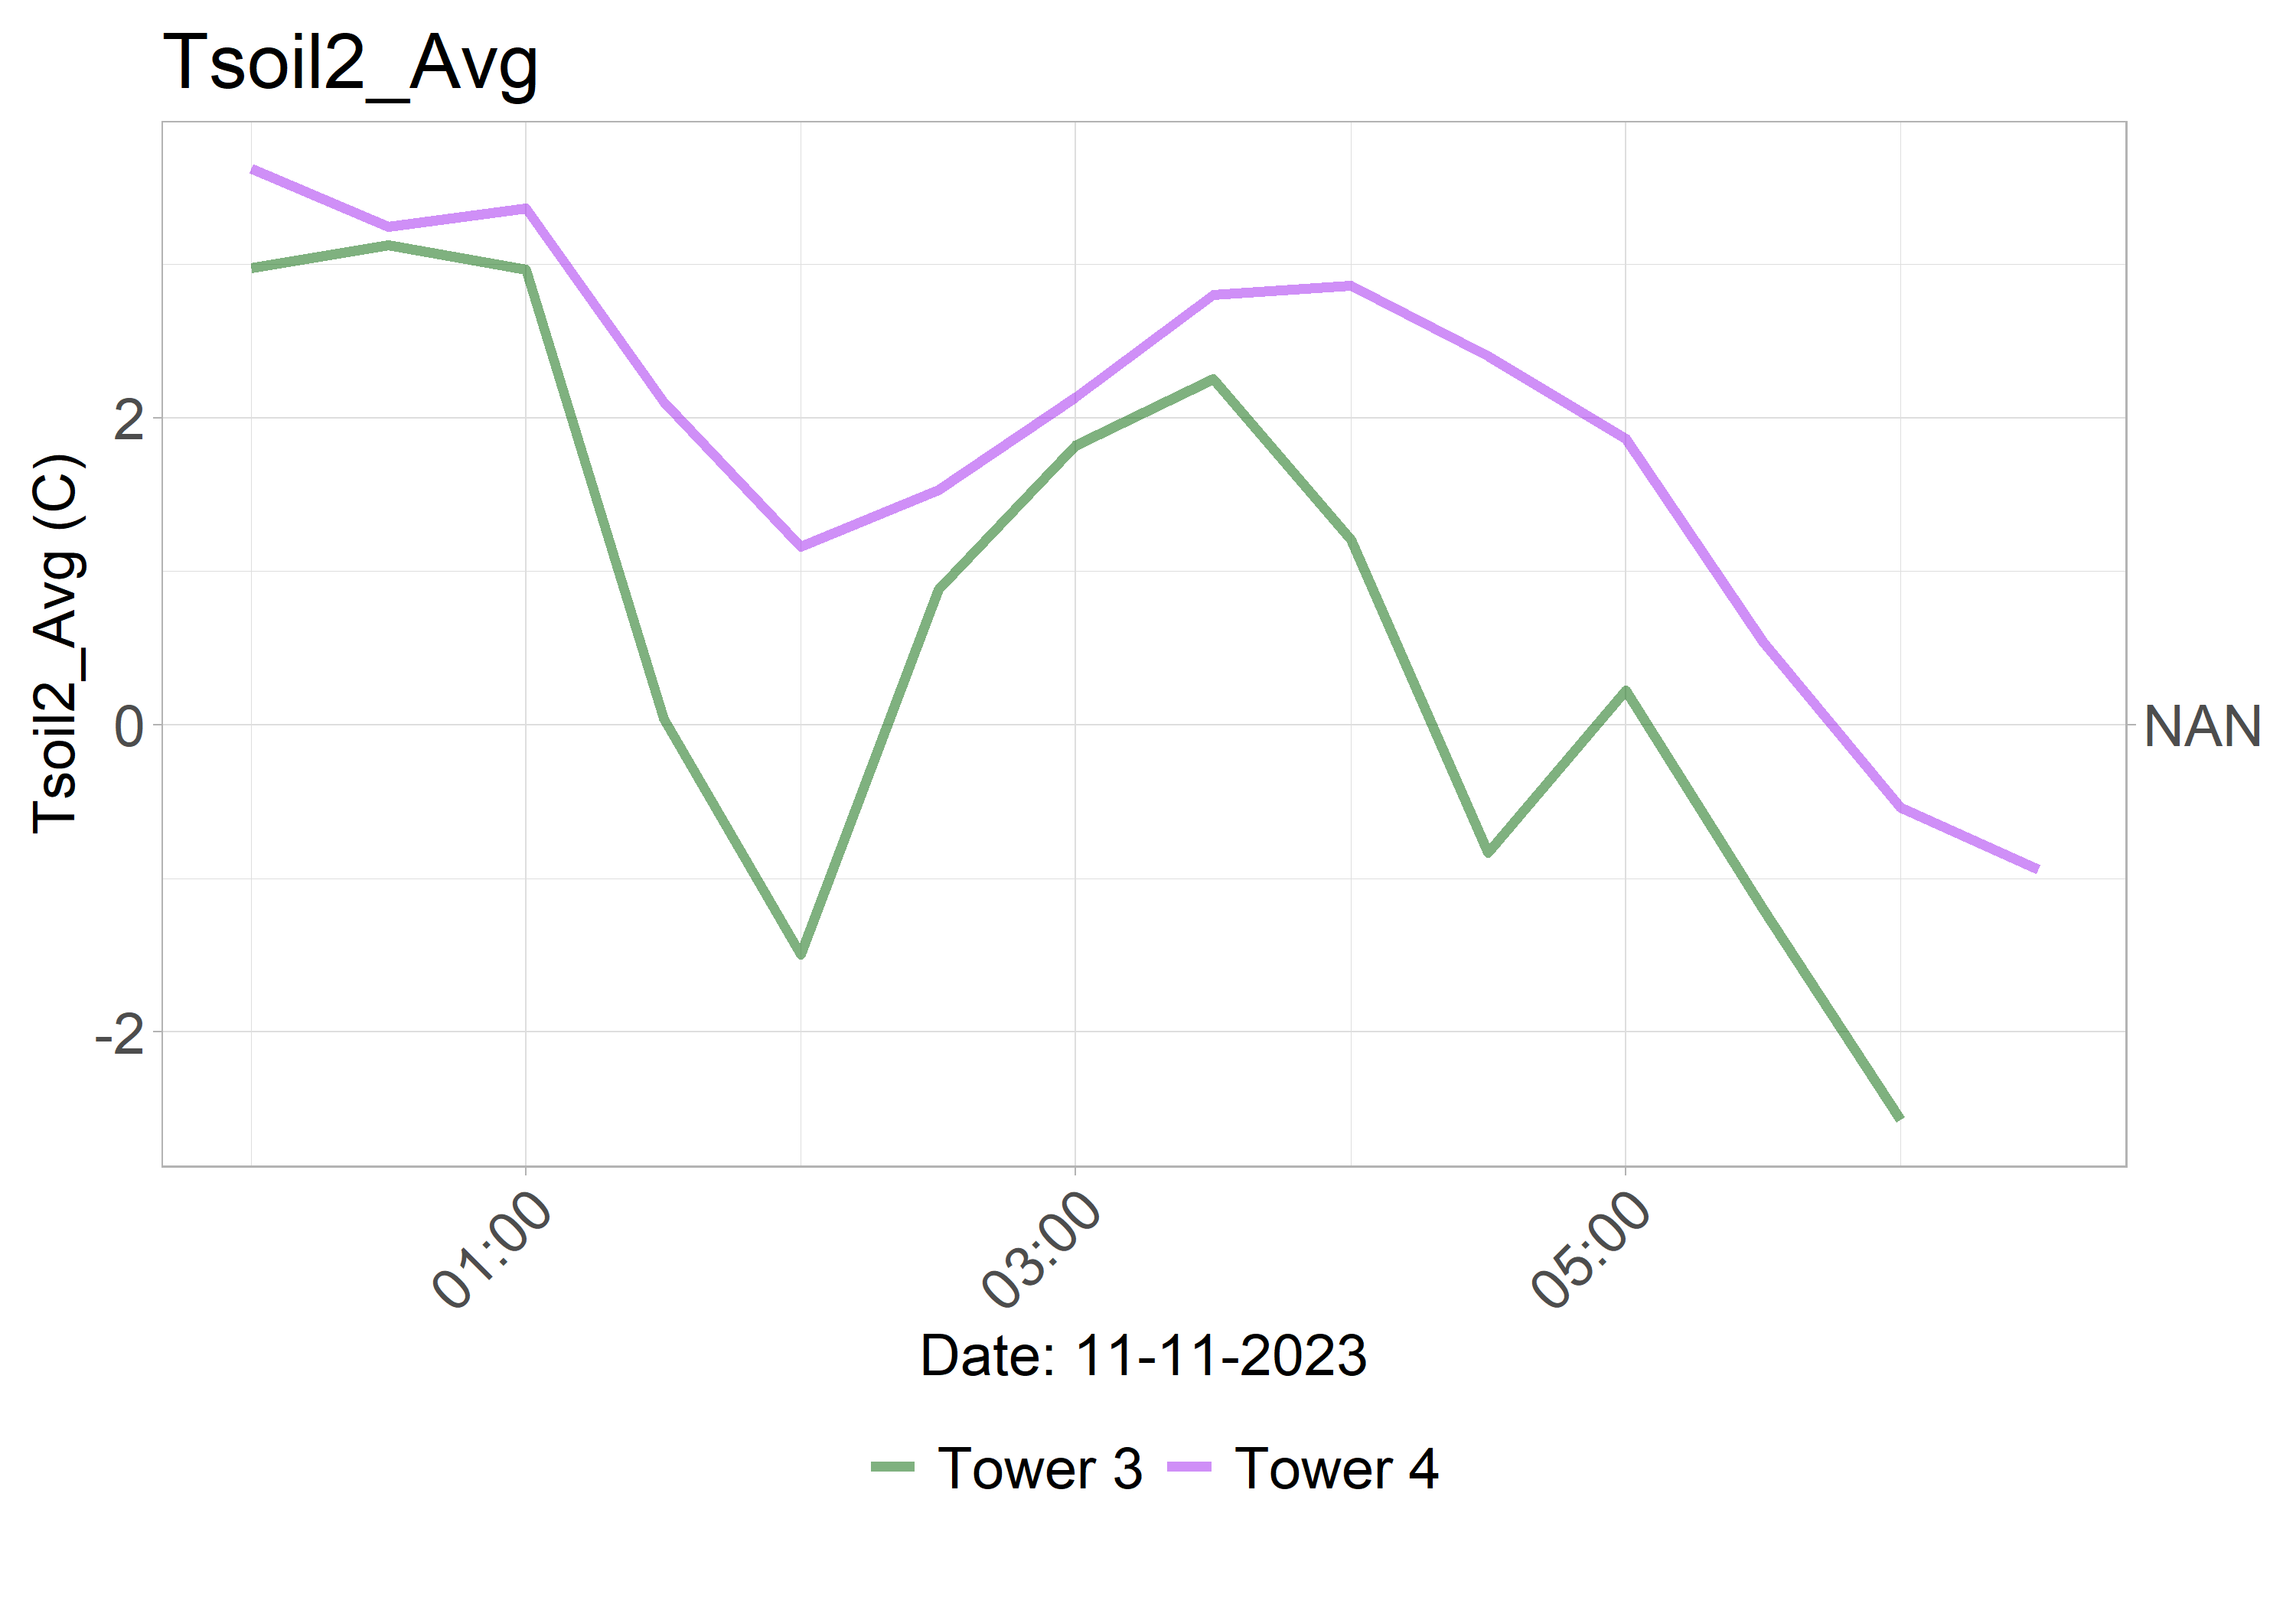 Tsoil2_Avg
Tsoil2_Avg (C)
2
0
-2
NAN
01:00
03:00
05:00
Date: 11-11-2023
Tower 3
Tower 4